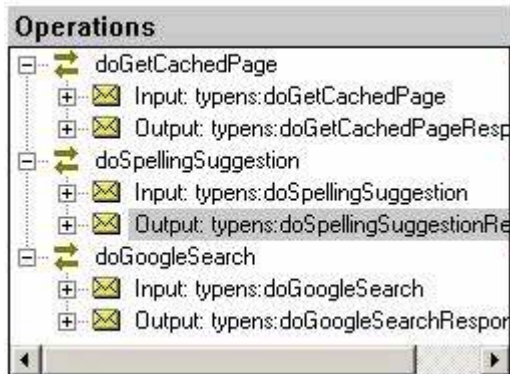 Operations
doGetCachedPage
Input: typens:doGetCachedPage
Output: typens:doGetCachedPageResp
doSpellingSuggestion
Input: typens:doSpellingSuggestion
Output: typens:doSpellingSuggestionRe
doGoogleSearch
Input: typens:doGoogleSearch
Output: typens:doGoogleSearchRespor